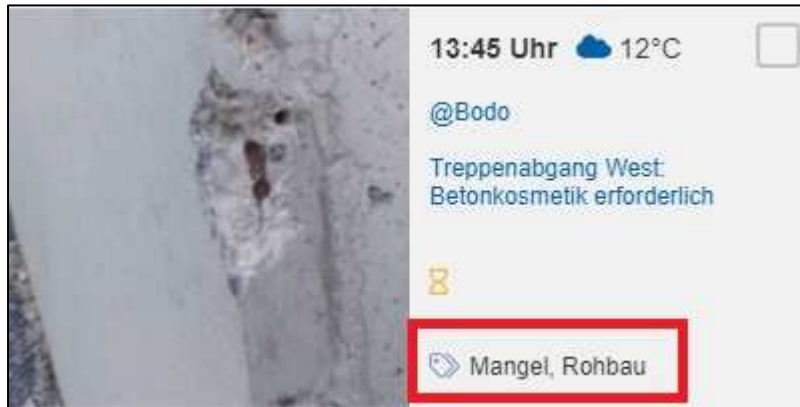 13:45 Uhr 12°C
@Bodo
Treppenabgang West:
Betonkosmetik erforderlich
Mangel, Rohbau